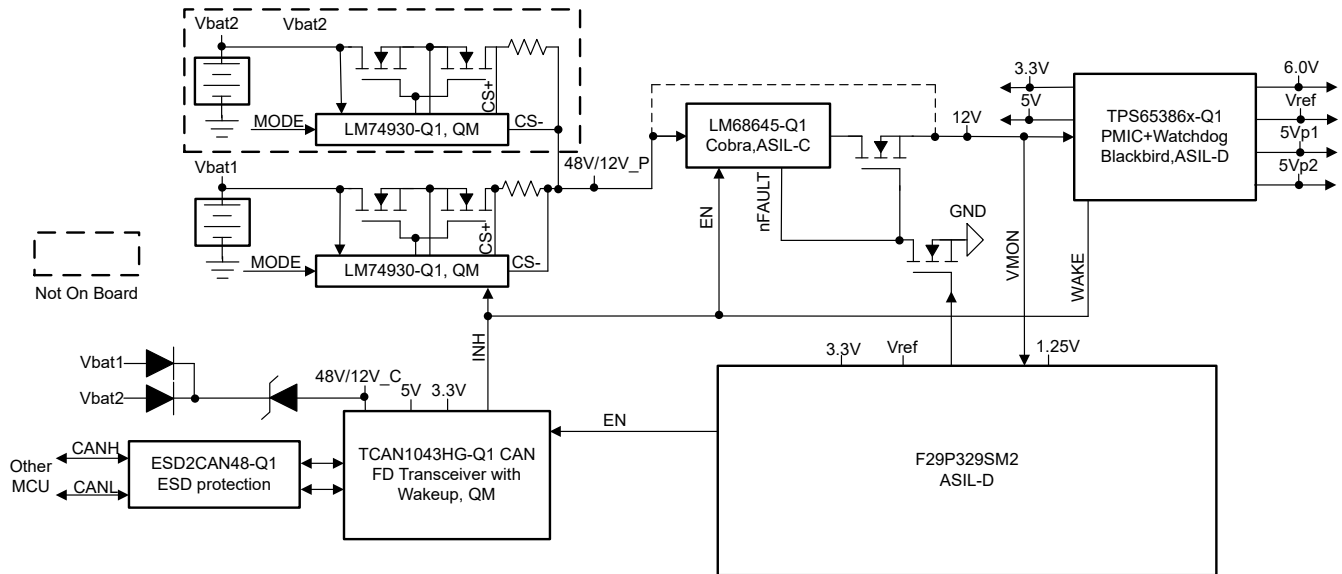 Vbat2
Vbat2
MODE
CS+
CS-
LM74930-Q1, QM
Vbat1
MODE
CS+
CS-
LM74930-Q1, QM
48V/12V_P
Not On Board
LM68645-Q1
Cobra,ASIL-C
EN
nFAULT
GND
12V
VMON
WAKE
3.3V
5V
TPS65386x-Q1
PMIC+Watchdog
Blackbird,ASIL-D
6.0V
Vref
5Vp1
5Vp2
INH
Vbat1
Vbat2
48V/12V_C
5V
3.3V
TCAN1043HG-Q1 CAN
FD Transceiver with
Wakeup, QM
EN
Other
MCU
CANH
CANL
ESD2CAN48-Q1
ESD protection
3.3V
Vref
1.25V
F29P329SM2
ASIL-D